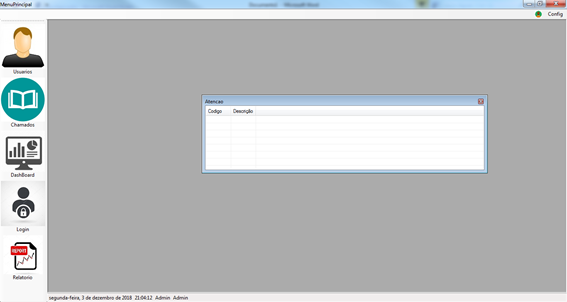 MenuPrincipal
Config
Usuarios
Chamados
DashBoard
Login
REPORT
Relatorio
Atencao
Codigo Descrição
segunda-feira, 3 de dezembro de 2018 21:04:12 Admin Admin